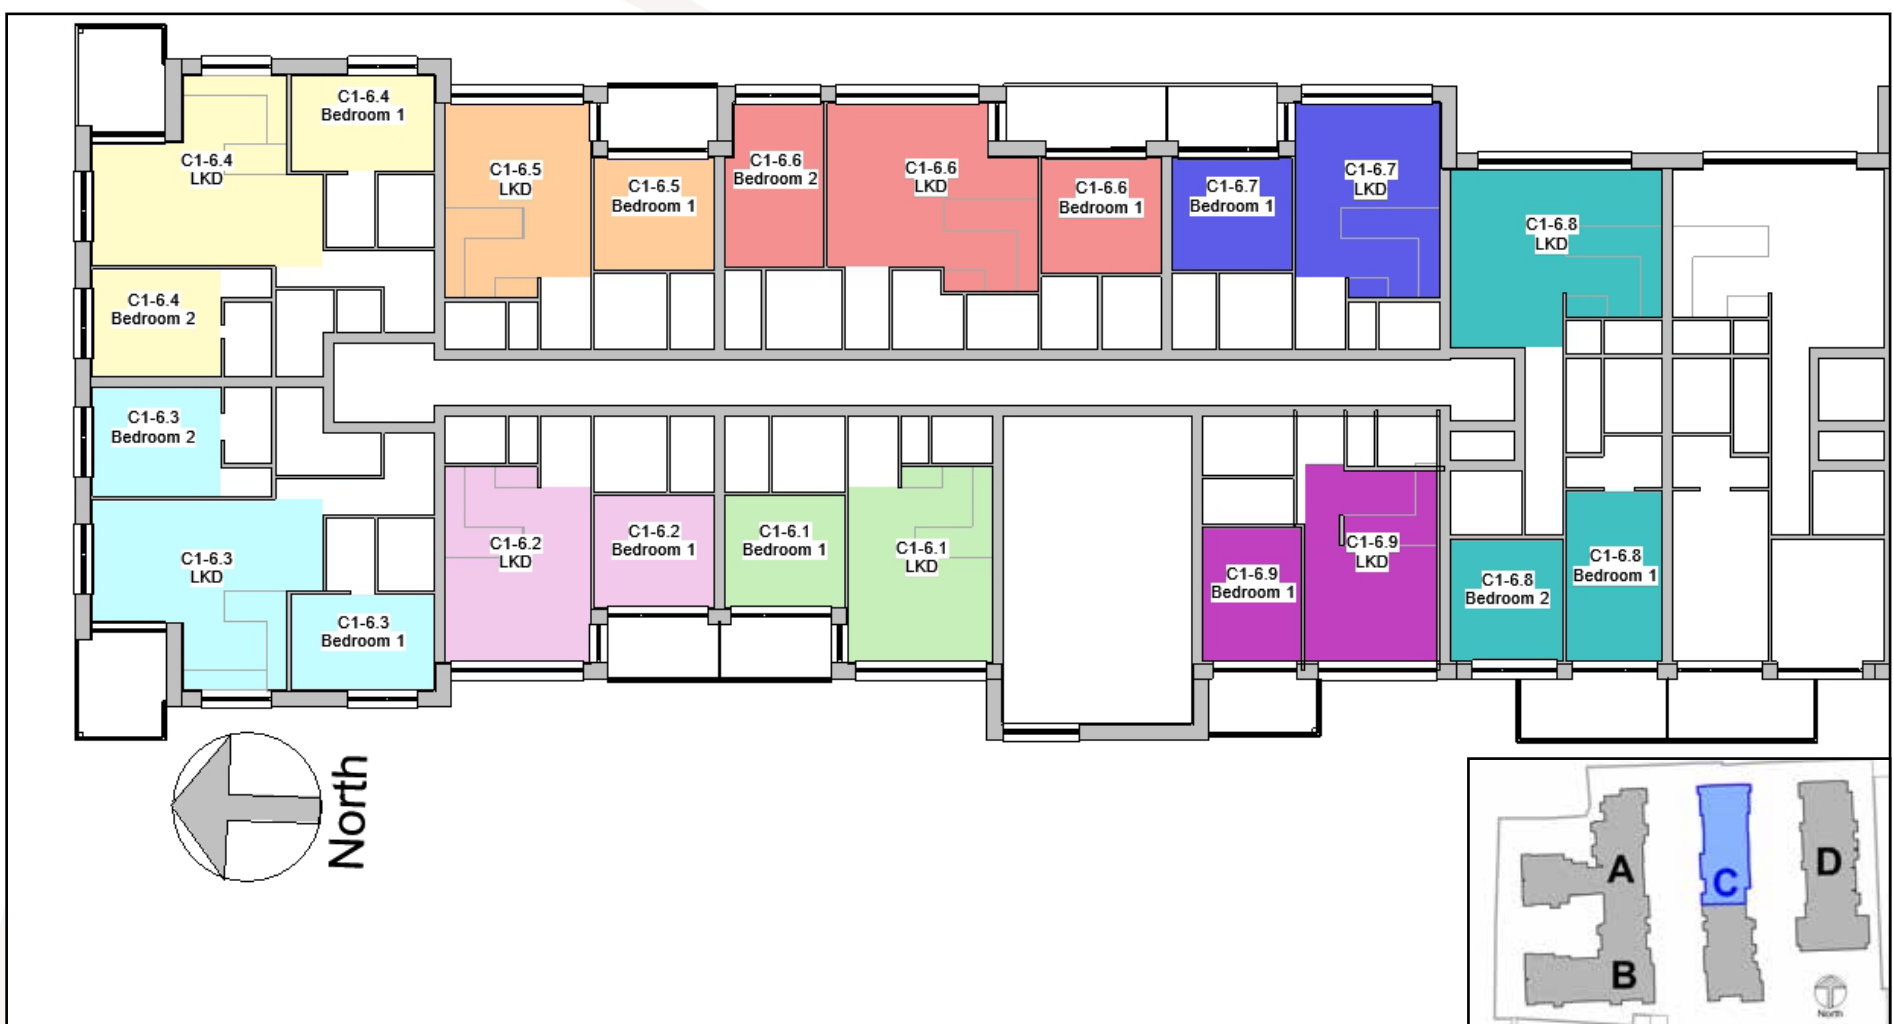 C1-6.4
Bedroom 1
C1-6.4
LKD
C1-6.5
LKD
C1-6.5
Bedroom 1
C1-6.6
Bedroom 2
C1-6.6
LKD
C1-6.6
Bedroom 1
C1-6.7
Bedroom 1
C1-6.7
LKD
C1-6.8
LKD
C1-6.4
Bedroom 2
C1-6.3
Bedroom 2
C1-6.3
LKD
C1-6.3
Bedroom 1
C1-6.2
LKD
C1-6.2
Bedroom 1
C1-6.1
Bedroom 1
C1-6.1
LKD
C1-6.9
Bedroom 1
C1-6.9
LKD
C1-6.8
Bedroom 2
C1-6.8
Bedroom 1
North
A
B
C
D
North